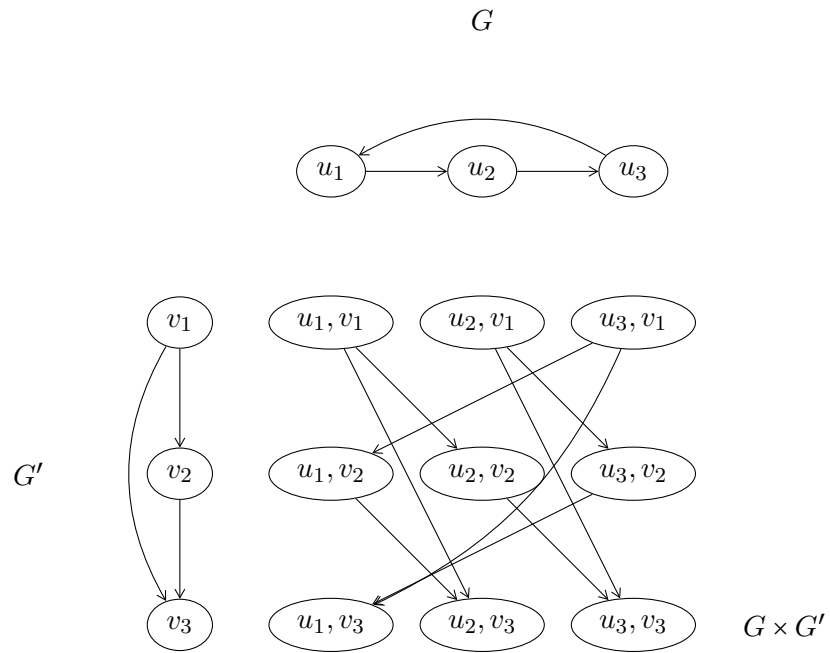 G
u₁ u₂ u₃
v₁ u₁, v₁ u₂, v₁ u₃, v₁
G′ v₂ u₁, v₂ u₂, v₂ u₃, v₂
v₃ u₁, v₃ u₂, v₃ u₃, v₃ G × G′